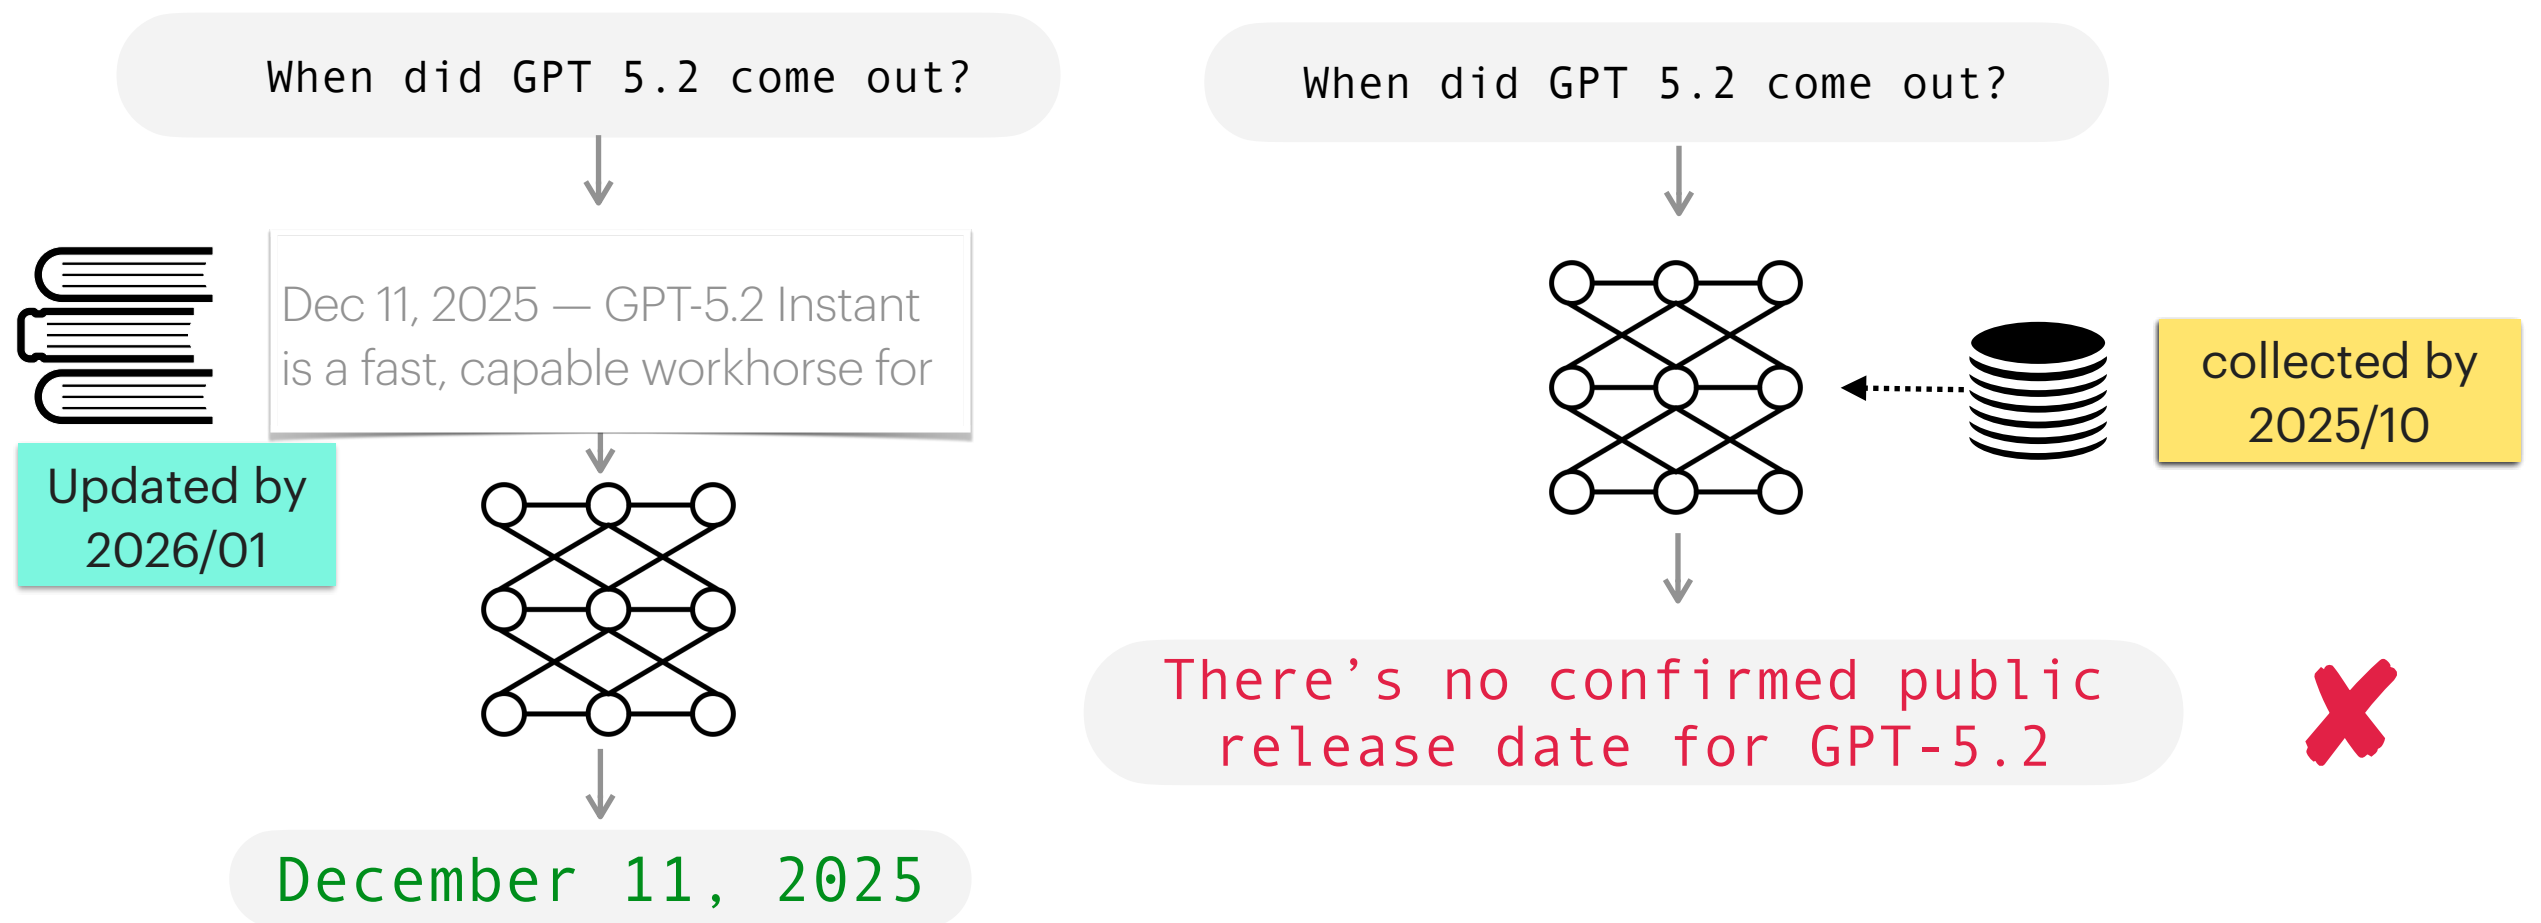 When did GPT 5.2 come out?
Dec 11, 2025 — GPT-5.2 Instant
is a fast, capable workhorse for
Updated by
2026/01
December 11, 2025
When did GPT 5.2 come out?
collected by
2025/10
There’s no confirmed public
release date for GPT-5.2